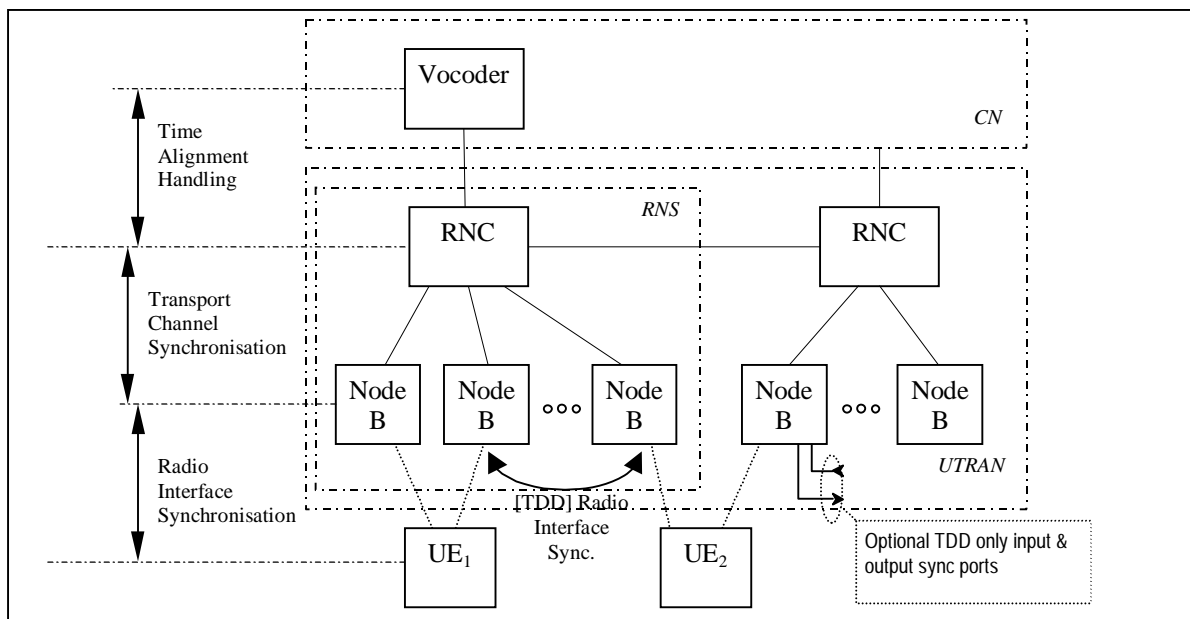 Vocoder
CN
Time
Alignment
Handling
RNS
RNC
RNC
Transport
Channel
Synchronisation
Node
B
Node
B
Node
B
Node
B
Node
B
UTRAN
Radio
Interface
Synchronisation
[TDD] Radio
Interface
Sync.
UE1
UE2
Optional TDD only input &
output sync ports